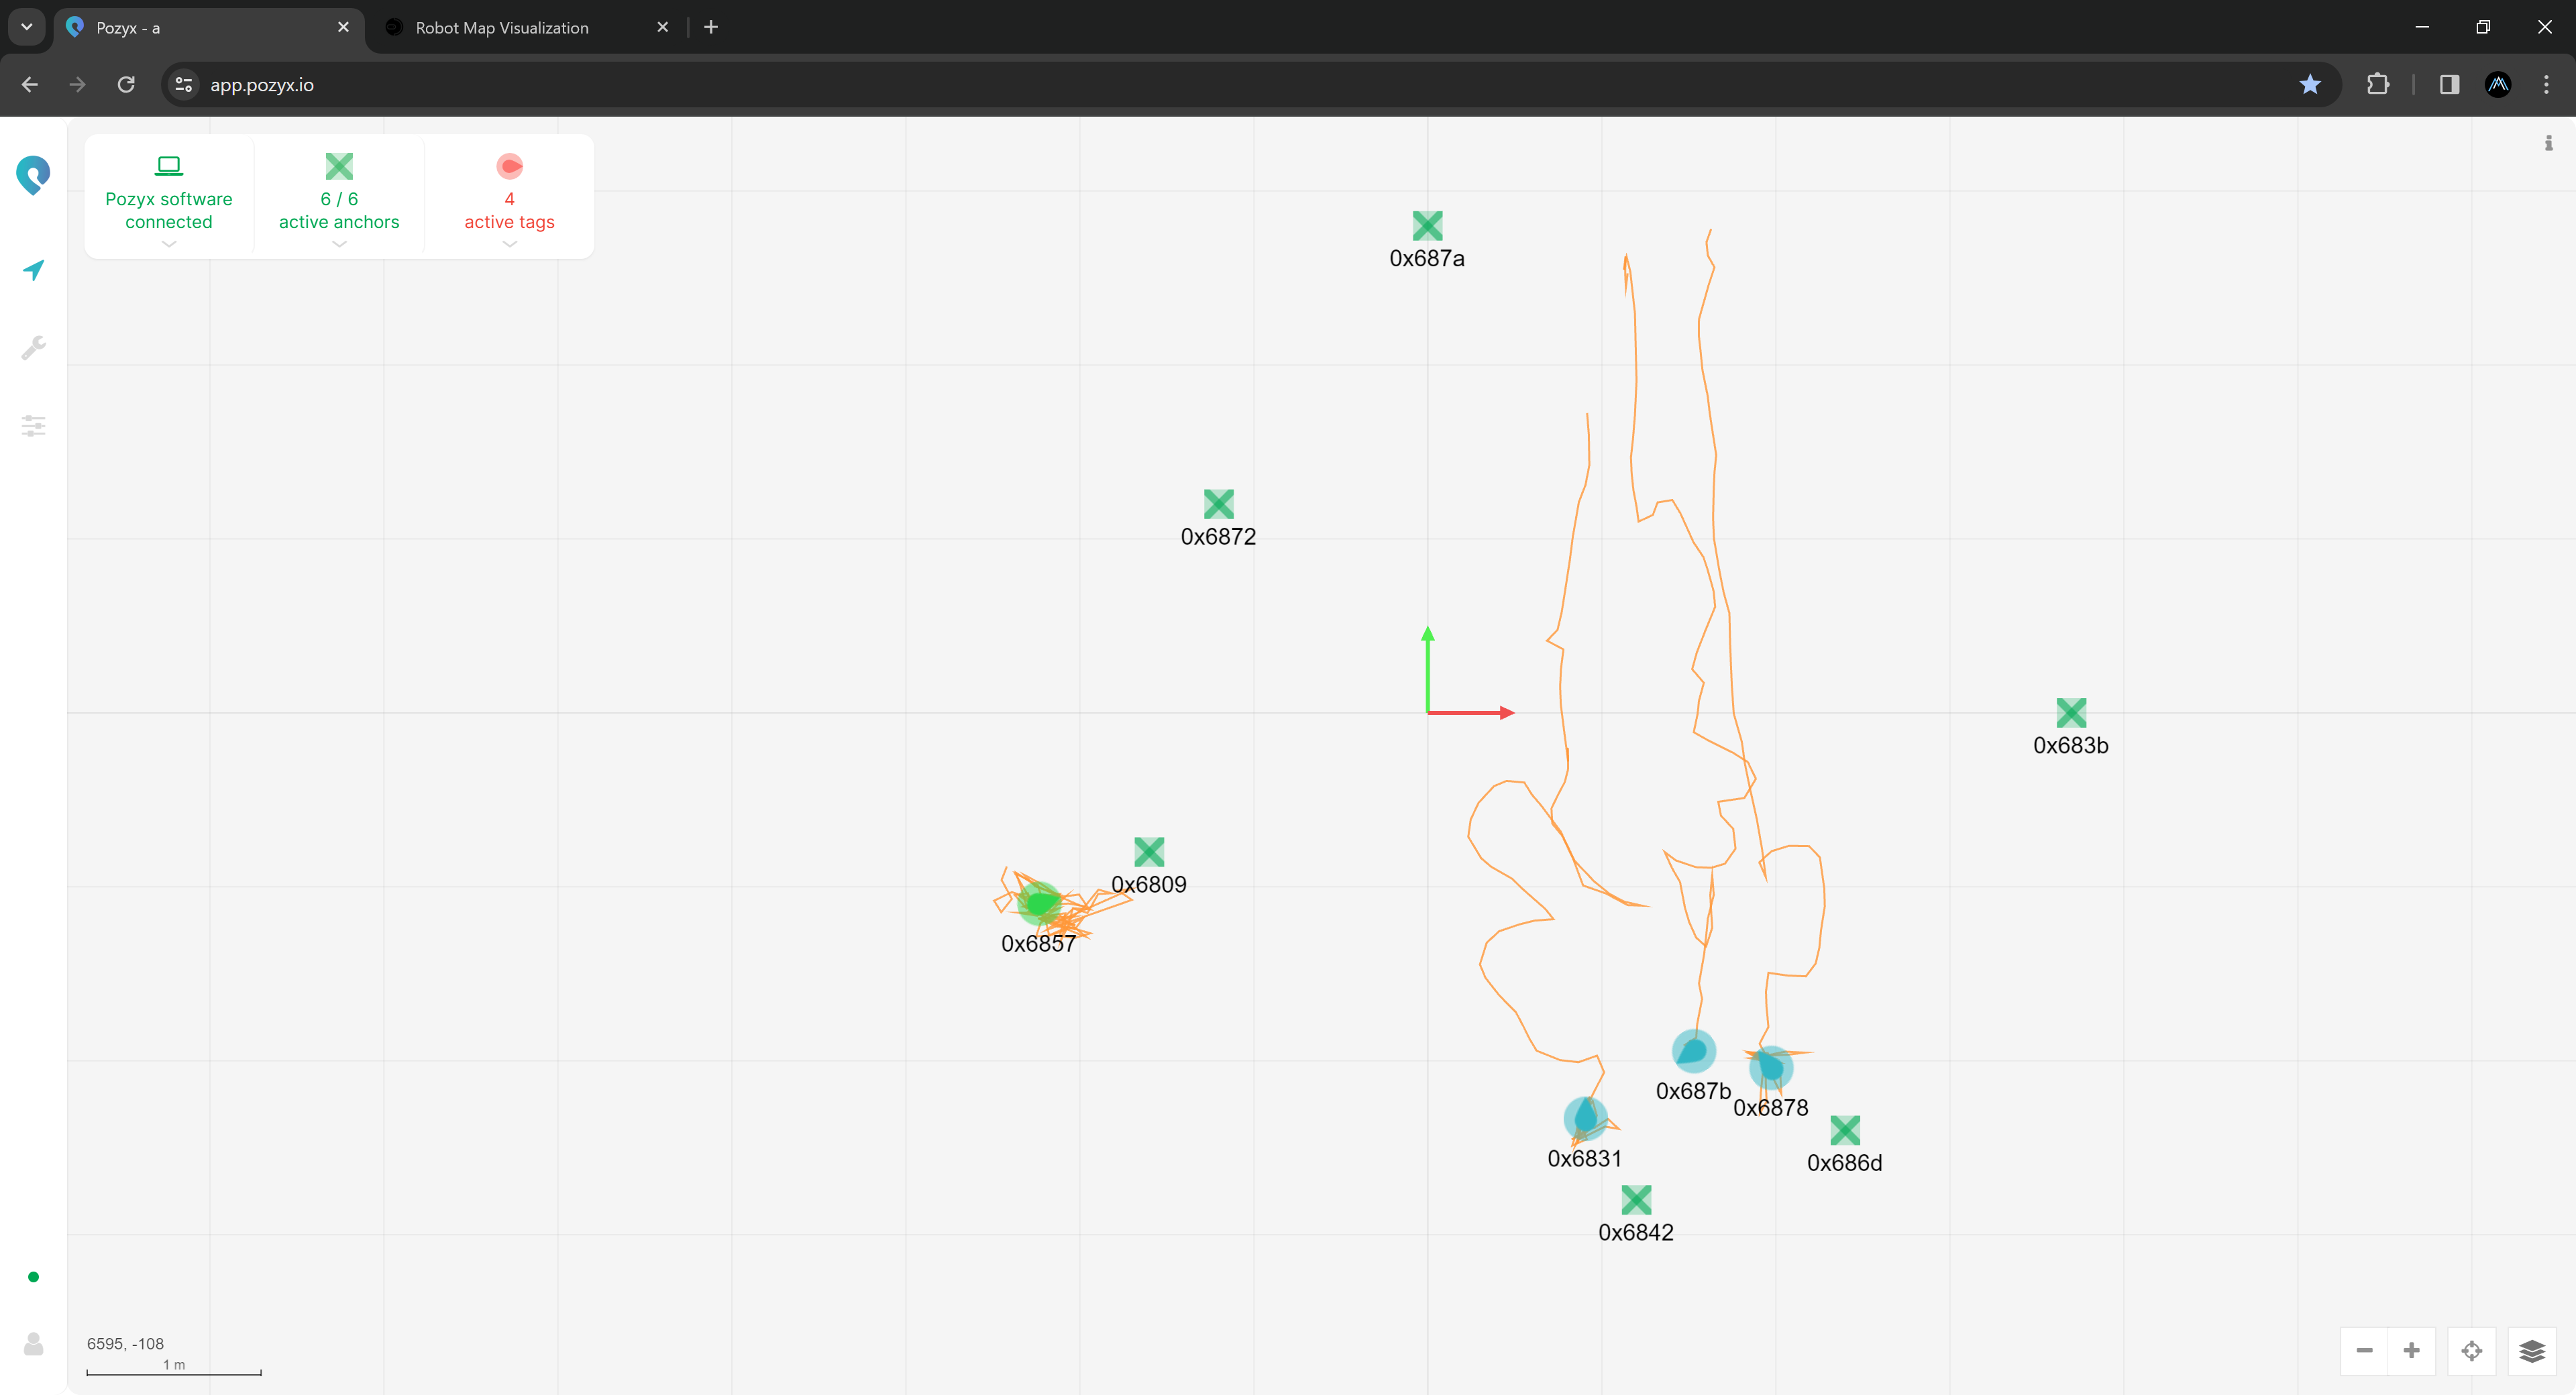 Pozyx - a
Robot Map Visualization
app.pozyx.io
Pozyx software
connected
6 / 6
active anchors
4
active tags
0x687a
0x6872
0x683b
0x6809
0x6857
0x687b
0x6878
0x6831
0x686d
0x6842
6595, -108
1 m